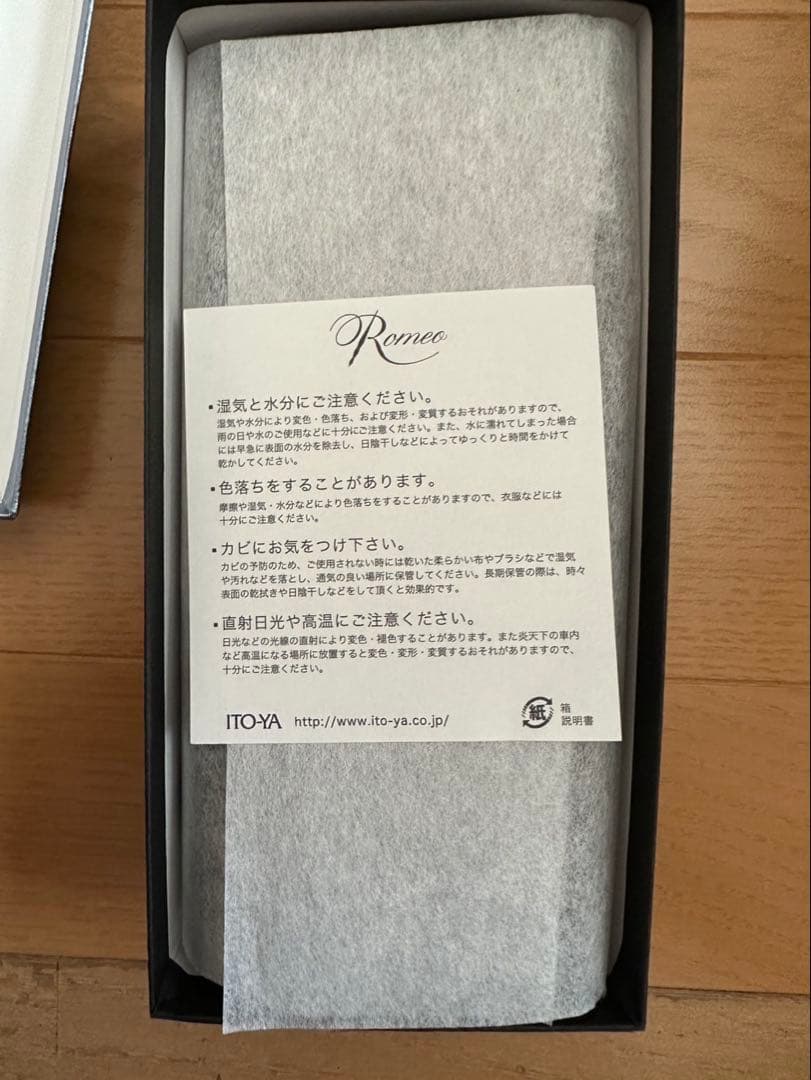 Romeo
▪湿気と水分にご注意ください。
湿気や水分により変色・色落ち、および変形・変質するおそれがありますので、
雨の日や水のご使用などに十分にご注意ください。また、水に濡れてしまった場合
には早急に表面の水分を除去し、日陰干しなどによってゆっくりと時間をかけて
乾かしてください。
▪色落ちをすることがあります。
摩擦や湿気・水分などにより色落ちをすることがありますので、衣服などには
十分にご注意ください。
▪カビにお気をつけ下さい。
カビの予防のため、ご使用されない時には乾いた柔らかい布やブラシなどで湿気
や汚れなどを落とし、通気の良い場所に保管してください。長期保管の際は、時々
表面の乾拭きや日陰干しなどをして頂くと効果的です。
▪直射日光や高温にご注意ください。
日光などの光線の直射により変色・褪色することがあります。また炎天下の車内
など高温になる場所に放置すると変色・変形・変質するおそれがありますので、
十分にご注意ください。
ITO-YA http://www.ito-ya.co.jp/
紙 箱
説明書